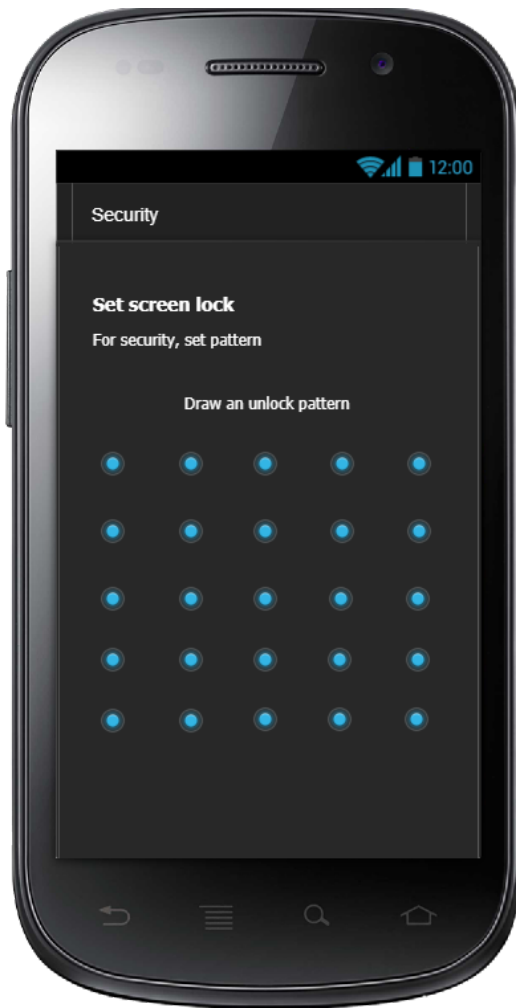 12:00
Security
Set screen lock
For security, set pattern
Draw an unlock pattern